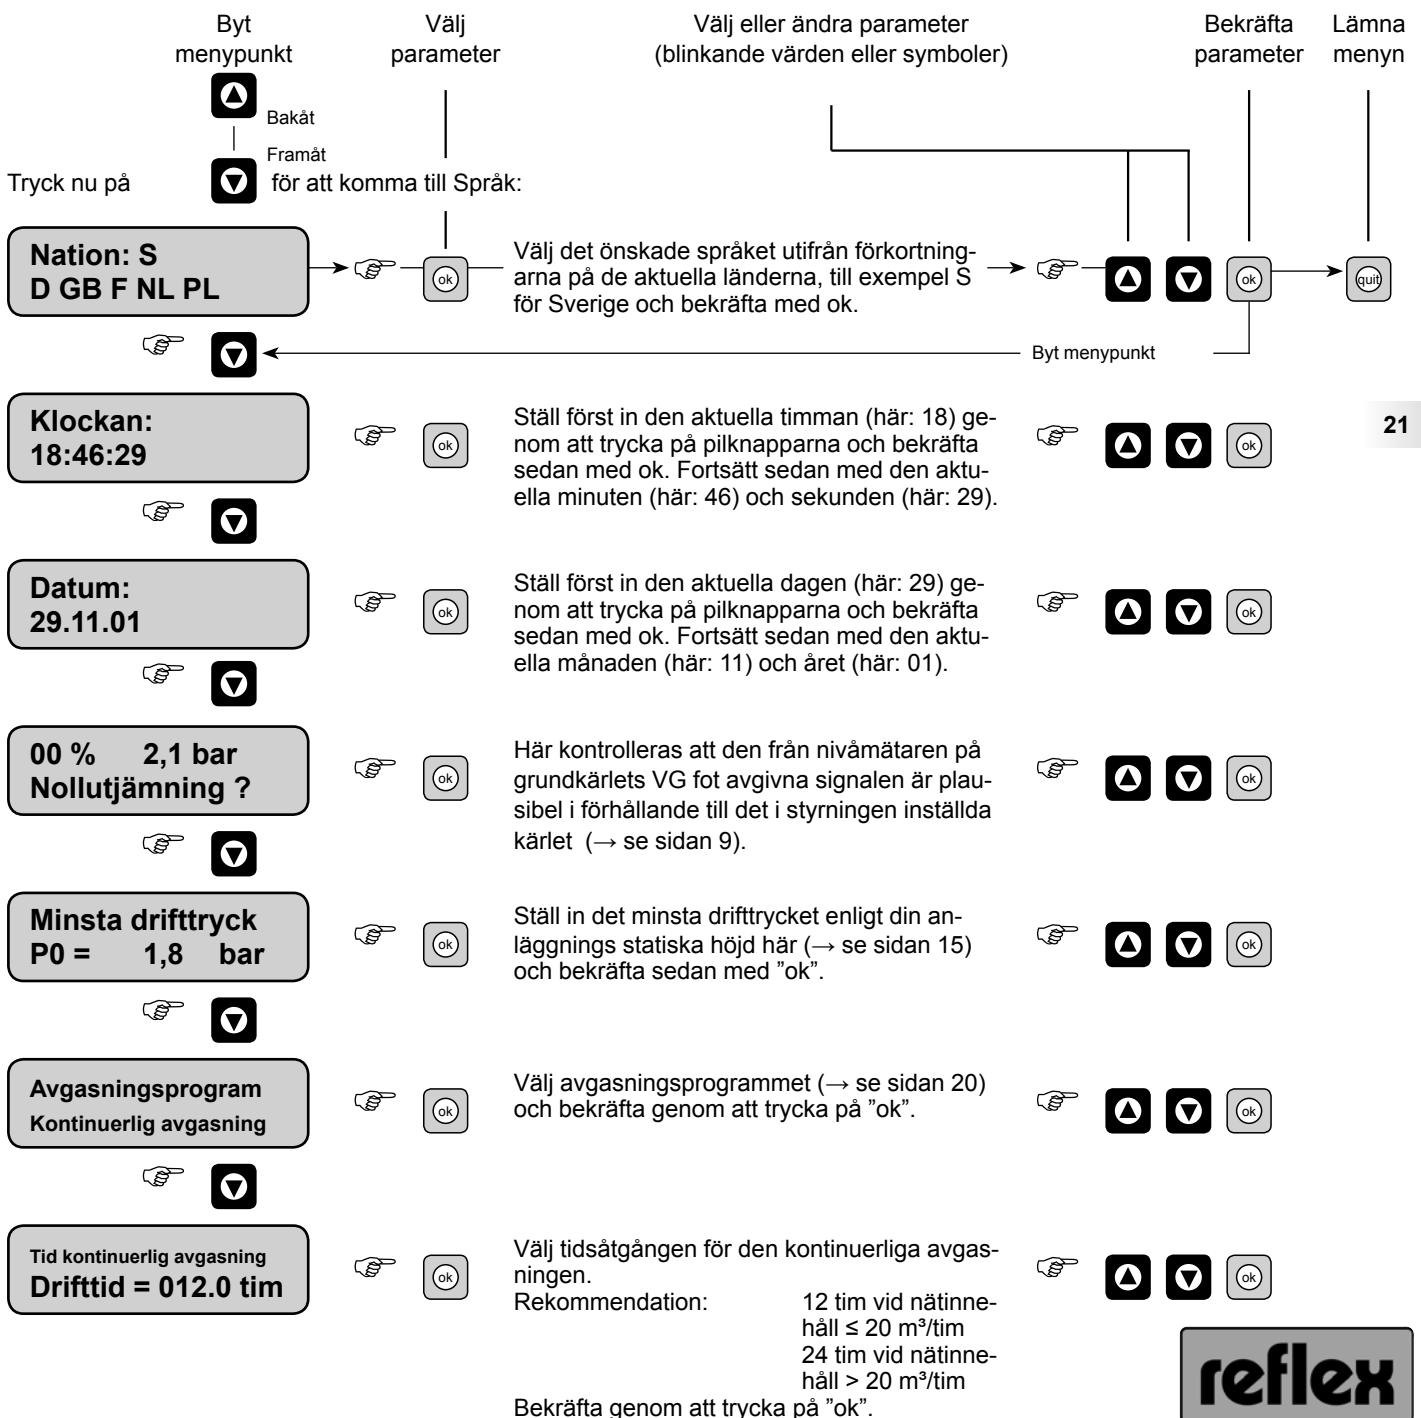 Byt
menypunkt
Välj
parameter
Välj eller ändra parameter
(blinkande värden eller symboler)
Bekräfta
parameter
Lämna
menyn
Bakåt
Framåt
Tryck nu på för att komma till Språk:
Nation: S
D GB F NL PL
ok
Välj det önskade språket utifrån förkortning-
arna på de aktuella länderna, till exempel S
för Sverige och bekräfta med ok.
ok
quit
Byt menypunkt
Klockan:
18:46:29
ok
Ställ först in den aktuella timman (här: 18) ge-
nom att trycka på pilknapparna och bekräfta
sedan med ok. Fortsätt sedan med den aktu-
ella minuten (här: 46) och sekunden (här: 29).
ok
21
Datum:
29.11.01
ok
Ställ först in den aktuella dagen (här: 29) ge-
nom att trycka på pilknapparna och bekräfta
sedan med ok. Fortsätt sedan med den aktu-
ella månaden (här: 11) och året (här: 01).
ok
00 % 2,1 bar
Nollutjämning ?
ok
Här kontrolleras att den från nivåmätaren på
grundkärlets VG fot avgivna signalen är plau-
sibel i förhållande till det i styrningen inställda
kärlet (→ se sidan 9).
ok
Minsta drifttryck
P0 = 1,8 bar
ok
Ställ in det minsta drifttrycket enligt din an-
läggnings statiska höjd här (→ se sidan 15)
och bekräfta sedan med ”ok”.
ok
Avgasningsprogram
Kontinuerlig avgasning
ok
Välj avgasningsprogrammet (→ se sidan 20)
och bekräfta genom att trycka på ”ok”.
ok
Tid kontinuerlig avgasning
Drifttid = 012.0 tim
ok
Välj tidsåtgången för den kontinuerliga avgas-
ningen.
Rekommendation: 12 tim vid nätinne-
håll ≤ 20 m³/tim
24 tim vid nätinne-
håll > 20 m³/tim
Bekräfta genom att trycka på ”ok”.
ok
reflex